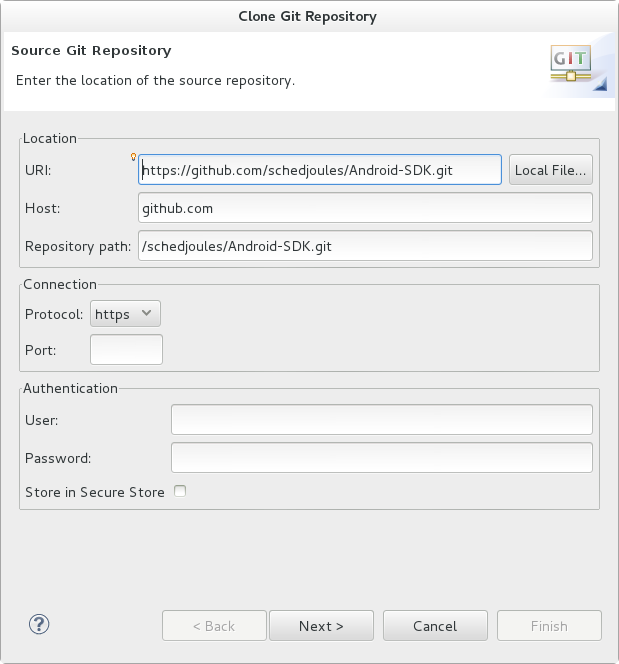 Clone Git Repository
Source Git Repository
GIT
Enter the location of the source repository.
Location
URI: https://github.com/schedjoules/Android-SDK.git Local File...
Host: github.com
Repository path: /schedjoules/Android-SDK.git
Connection
Protocol: https
Port:
Authentication
User:
Password:
Store in Secure Store
? < Back Next > Cancel Finish